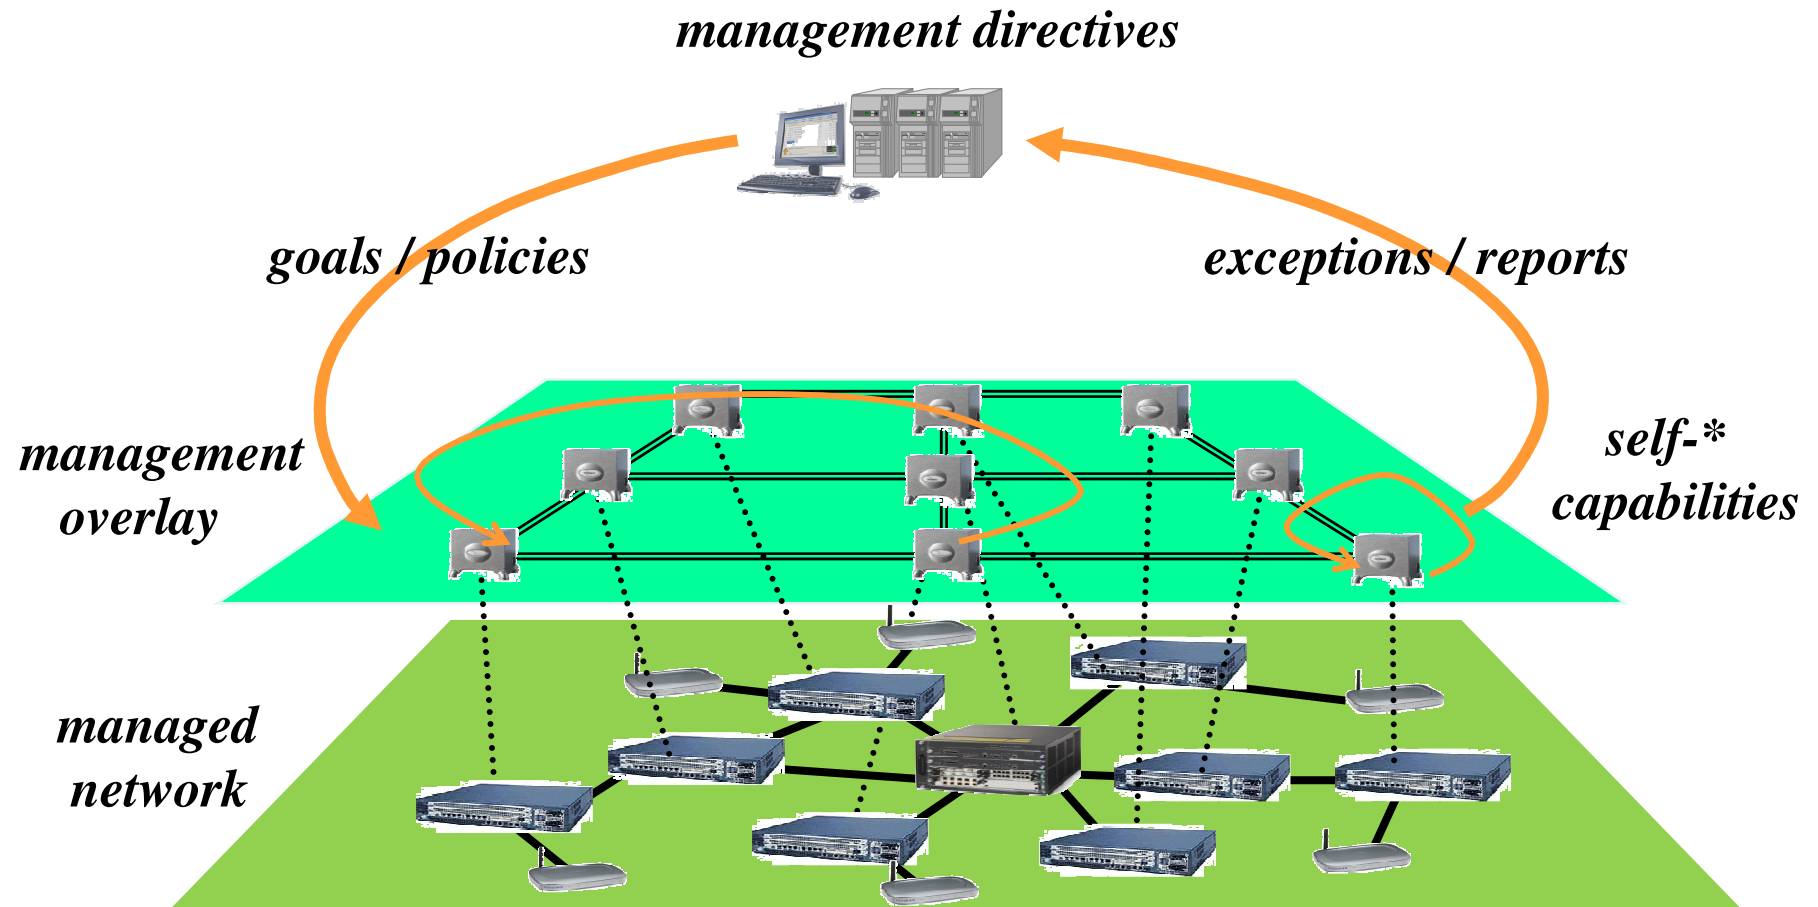 management directives
goals / policies
exceptions / reports
management
overlay
self-*
capabilities
managed
network